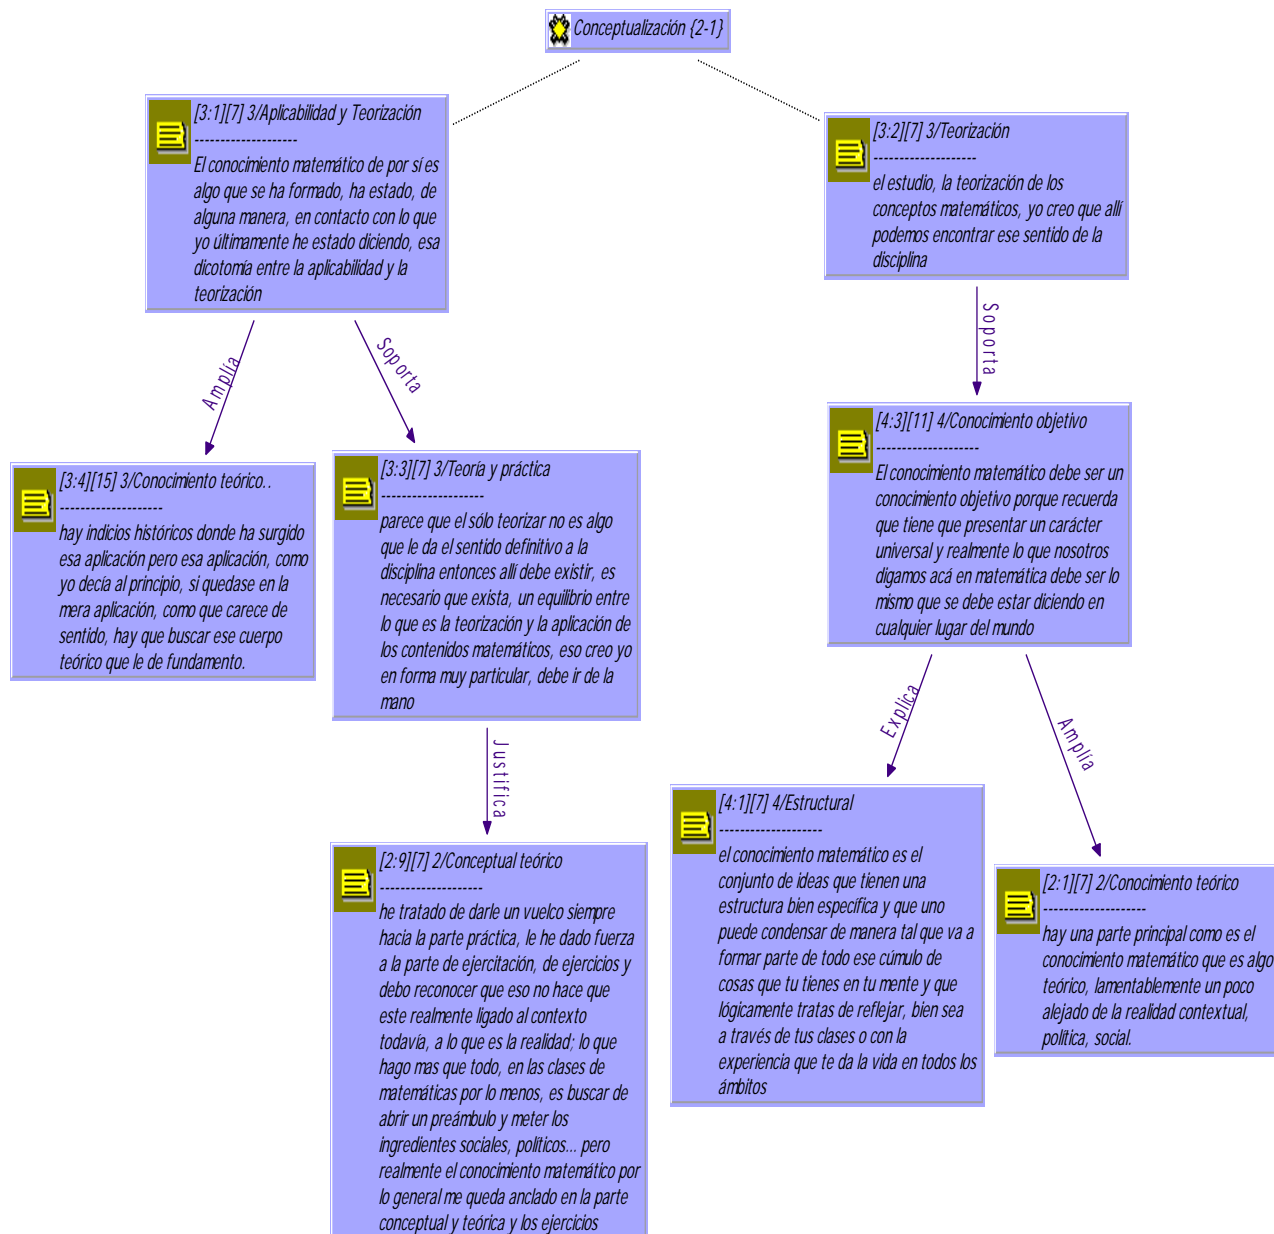 Conceptualización {2-1}
[3:1][7] 3/Aplicabilidad y Teorización
--------------------
El conocimiento matemático de por sí es
algo que se ha formado, ha estado, de
alguna manera, en contacto con lo que
yo últimamente he estado diciendo, esa
dicotomía entre la aplicabilidad y la
teorización
[3:2][7] 3/Teorización
--------------------
el estudio, la teorización de los
conceptos matemáticos, yo creo que allí
podemos encontrar ese sentido de la
disciplina
Amplía
Soporta
Soporta
[3:4][15] 3/Conocimiento teórico..
--------------------
hay indicios históricos donde ha surgido
esa aplicación pero esa aplicación, como
yo decía al principio, si quedase en la
mera aplicación, como que carece de
sentido, hay que buscar ese cuerpo
teórico que le de fundamento.
[3:3][7] 3/Teoría y práctica
--------------------
parece que el sólo teorizar no es algo
que le da el sentido definitivo a la
disciplina entonces allí debe existir, es
necesario que exista, un equilibrio entre
lo que es la teorización y la aplicación de
los contenidos matemáticos, eso creo yo
en forma muy particular, debe ir de la
mano
[4:3][11] 4/Conocimiento objetivo
--------------------
El conocimiento matemático debe ser un
conocimiento objetivo porque recuerda
que tiene que presentar un carácter
universal y realmente lo que nosotros
digamos acá en matemática debe ser lo
mismo que se debe estar diciendo en
cualquier lugar del mundo
Justifica
Explica
Amplía
[2:9][7] 2/Conceptual teórico
--------------------
he tratado de darle un vuelco siempre
hacia la parte práctica, le he dado fuerza
a la parte de ejercitación, de ejercicios y
debo reconocer que eso no hace que
este realmente ligado al contexto
todavía, a lo que es la realidad; lo que
hago mas que todo, en las clases de
matemáticas por lo menos, es buscar de
abrir un preámbulo y meter los
ingredientes sociales, políticos... pero
realmente el conocimiento matemático por
lo general me queda anclado en la parte
conceptual y teórica y los ejercicios
[4:1][7] 4/Estructural
--------------------
el conocimiento matemático es el
conjunto de ideas que tienen una
estructura bien específica y que uno
puede condensar de manera tal que va a
formar parte de todo ese cúmulo de
cosas que tu tienes en tu mente y que
lógicamente tratas de reflejar, bien sea
a través de tus clases o con la
experiencia que te da la vida en todos los
ámbitos
[2:1][7] 2/Conocimiento teórico
--------------------
hay una parte principal como es el
conocimiento matemático que es algo
teórico, lamentablemente un poco
alejado de la realidad contextual,
política, social.